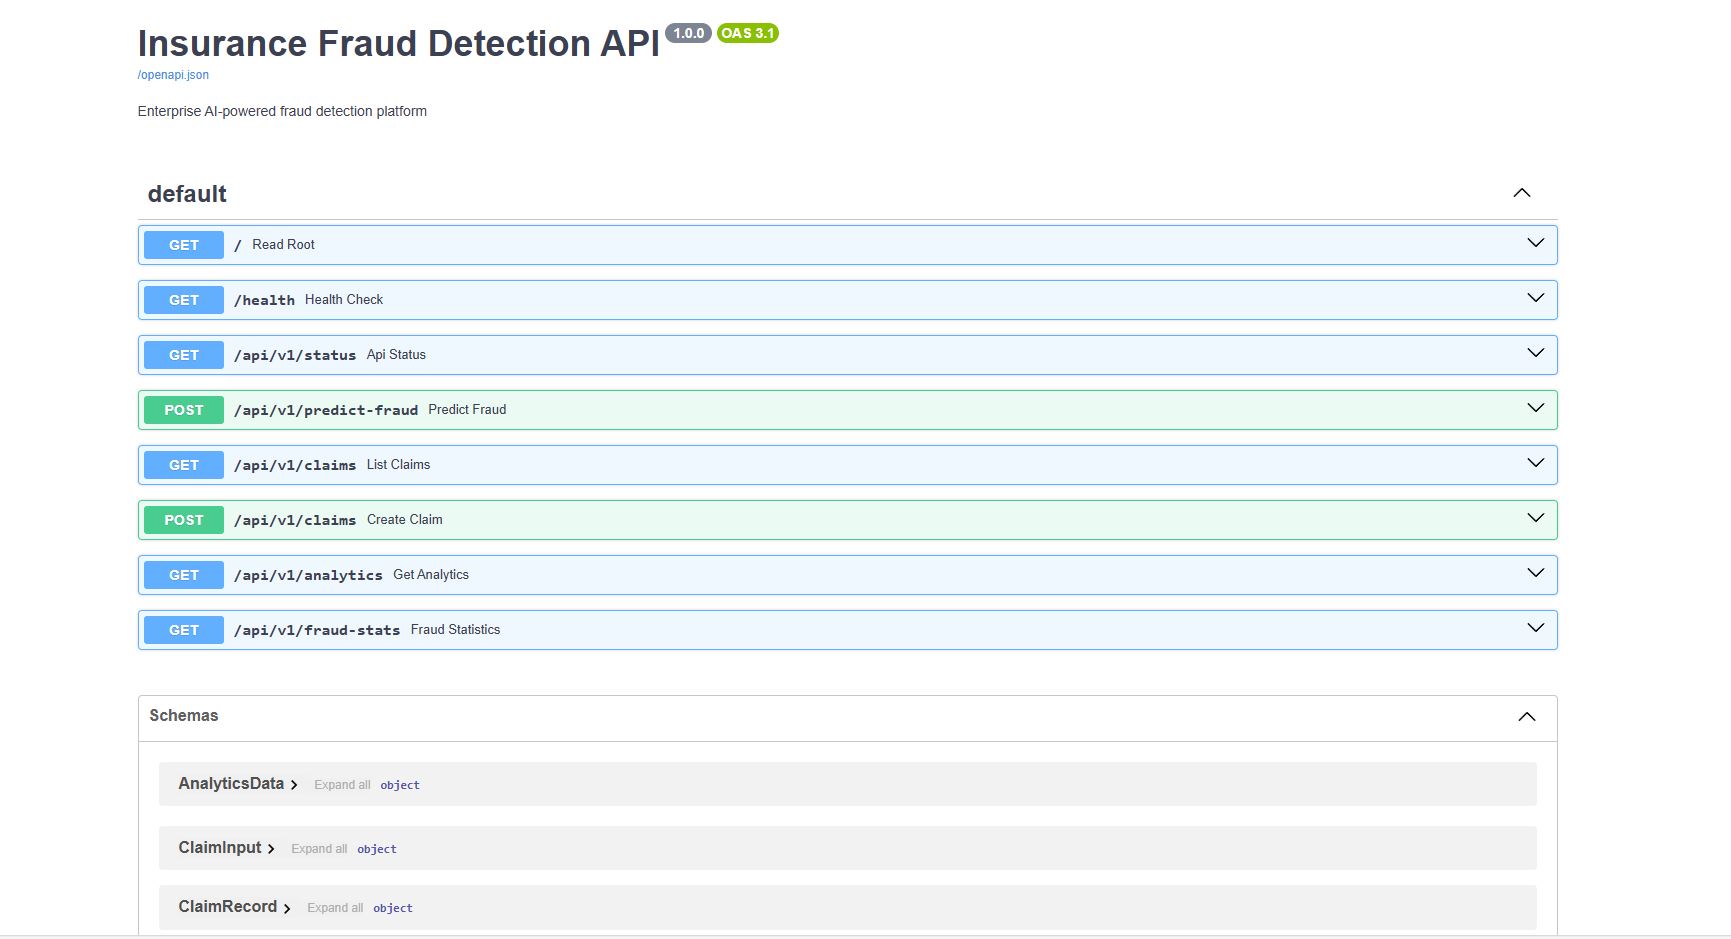 Insurance Fraud Detection API 1.0.0 OAS 3.1
/openapi.json
Enterprise AI-powered fraud detection platform
default
GET / Read Root
GET /health Health Check
GET /api/v1/status Api Status
POST /api/v1/predict-fraud Predict Fraud
GET /api/v1/claims List Claims
POST /api/v1/claims Create Claim
GET /api/v1/analytics Get Analytics
GET /api/v1/fraud-stats Fraud Statistics
Schemas
AnalyticsData Expand all object
ClaimInput Expand all object
ClaimRecord Expand all object